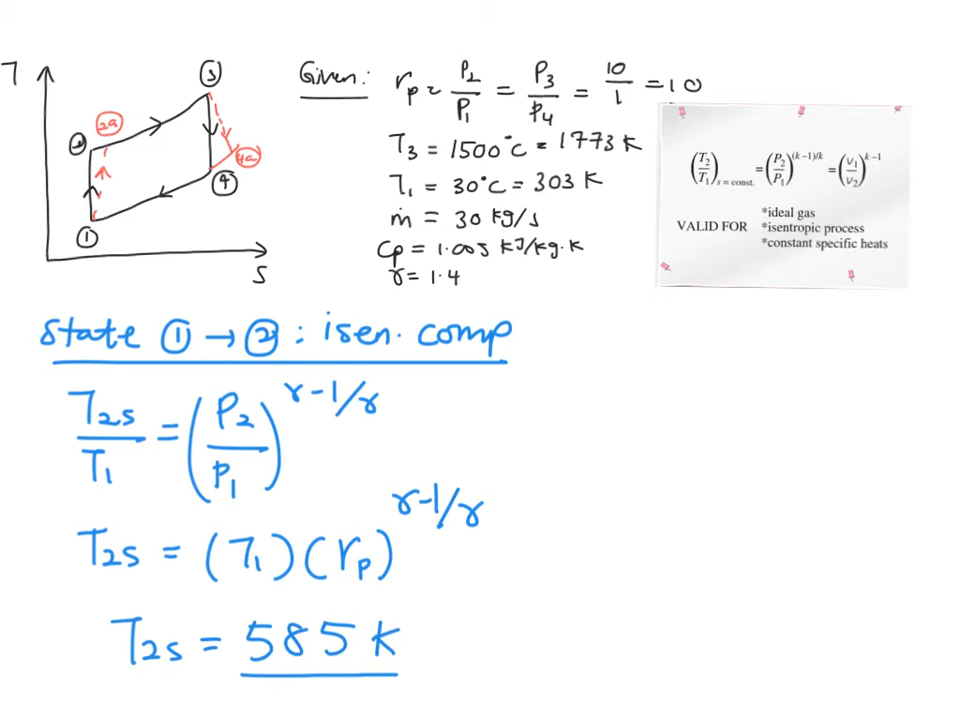 T
③
②
2a
4a
④
①
S
Given: rp = P2/P1 = P3/P4 = 10/1 = 10
T3 = 1500°C = 1773 K
T1 = 30°C = 303 K
ṁ = 30 kg/s
Cp = 1.005 kJ/kg.K
γ = 1.4
(T2/T1)s = const. = (P2/P1)^(k−1)/k = (v1/v2)^k−1
VALID FOR
*ideal gas
*isentropic process
*constant specific heats
State ① → ② : isen. comp
T2s/T1 = (P2/P1)^γ-1/γ
T2s = (T1)(rp)^γ-1/γ
T2s = 585 K